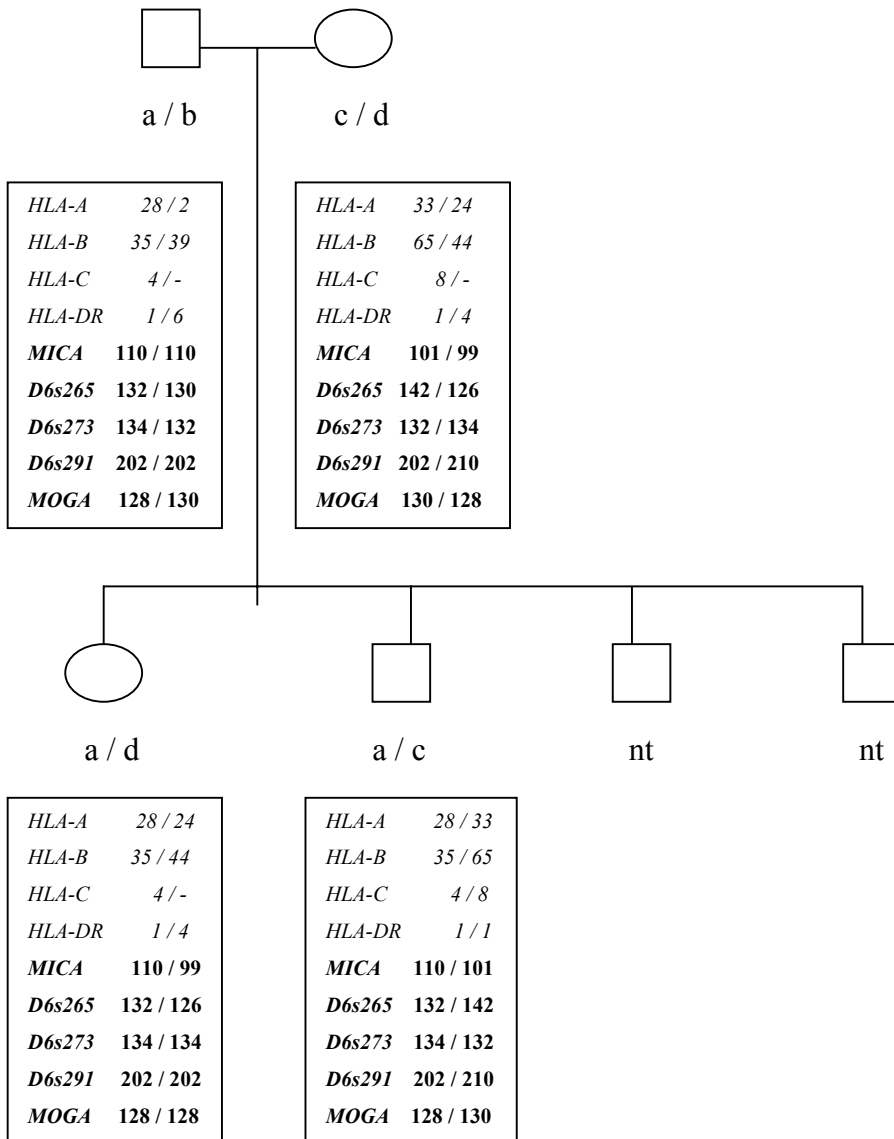 a / b
c / d
HLA-A 28 / 2
HLA-B 35 / 39
HLA-C 4 / -
HLA-DR 1 / 6
MICA 110 / 110
D6s265 132 / 130
D6s273 134 / 132
D6s291 202 / 202
MOGA 128 / 130
HLA-A 33 / 24
HLA-B 65 / 44
HLA-C 8 / -
HLA-DR 1 / 4
MICA 101 / 99
D6s265 142 / 126
D6s273 132 / 134
D6s291 202 / 210
MOGA 130 / 128
a / d
a / c
nt
nt
HLA-A 28 / 24
HLA-B 35 / 44
HLA-C 4 / -
HLA-DR 1 / 4
MICA 110 / 99
D6s265 132 / 126
D6s273 134 / 134
D6s291 202 / 202
MOGA 128 / 128
HLA-A 28 / 33
HLA-B 35 / 65
HLA-C 4 / 8
HLA-DR 1 / 1
MICA 110 / 101
D6s265 132 / 142
D6s273 134 / 132
D6s291 202 / 210
MOGA 128 / 130